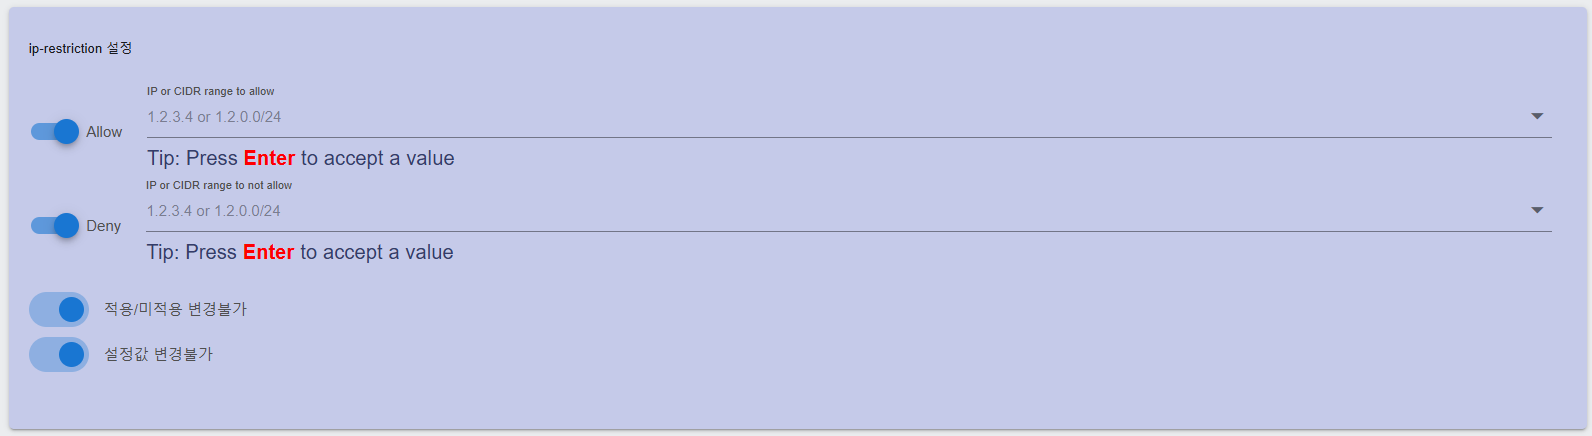 ip-restriction 설정
IP or CIDR range to allow
Allow
1.2.3.4 or 1.2.0.0/24
Tip: Press Enter to accept a value
IP or CIDR range to not allow
Deny
1.2.3.4 or 1.2.0.0/24
Tip: Press Enter to accept a value
적용/미적용 변경불가
설정값 변경불가